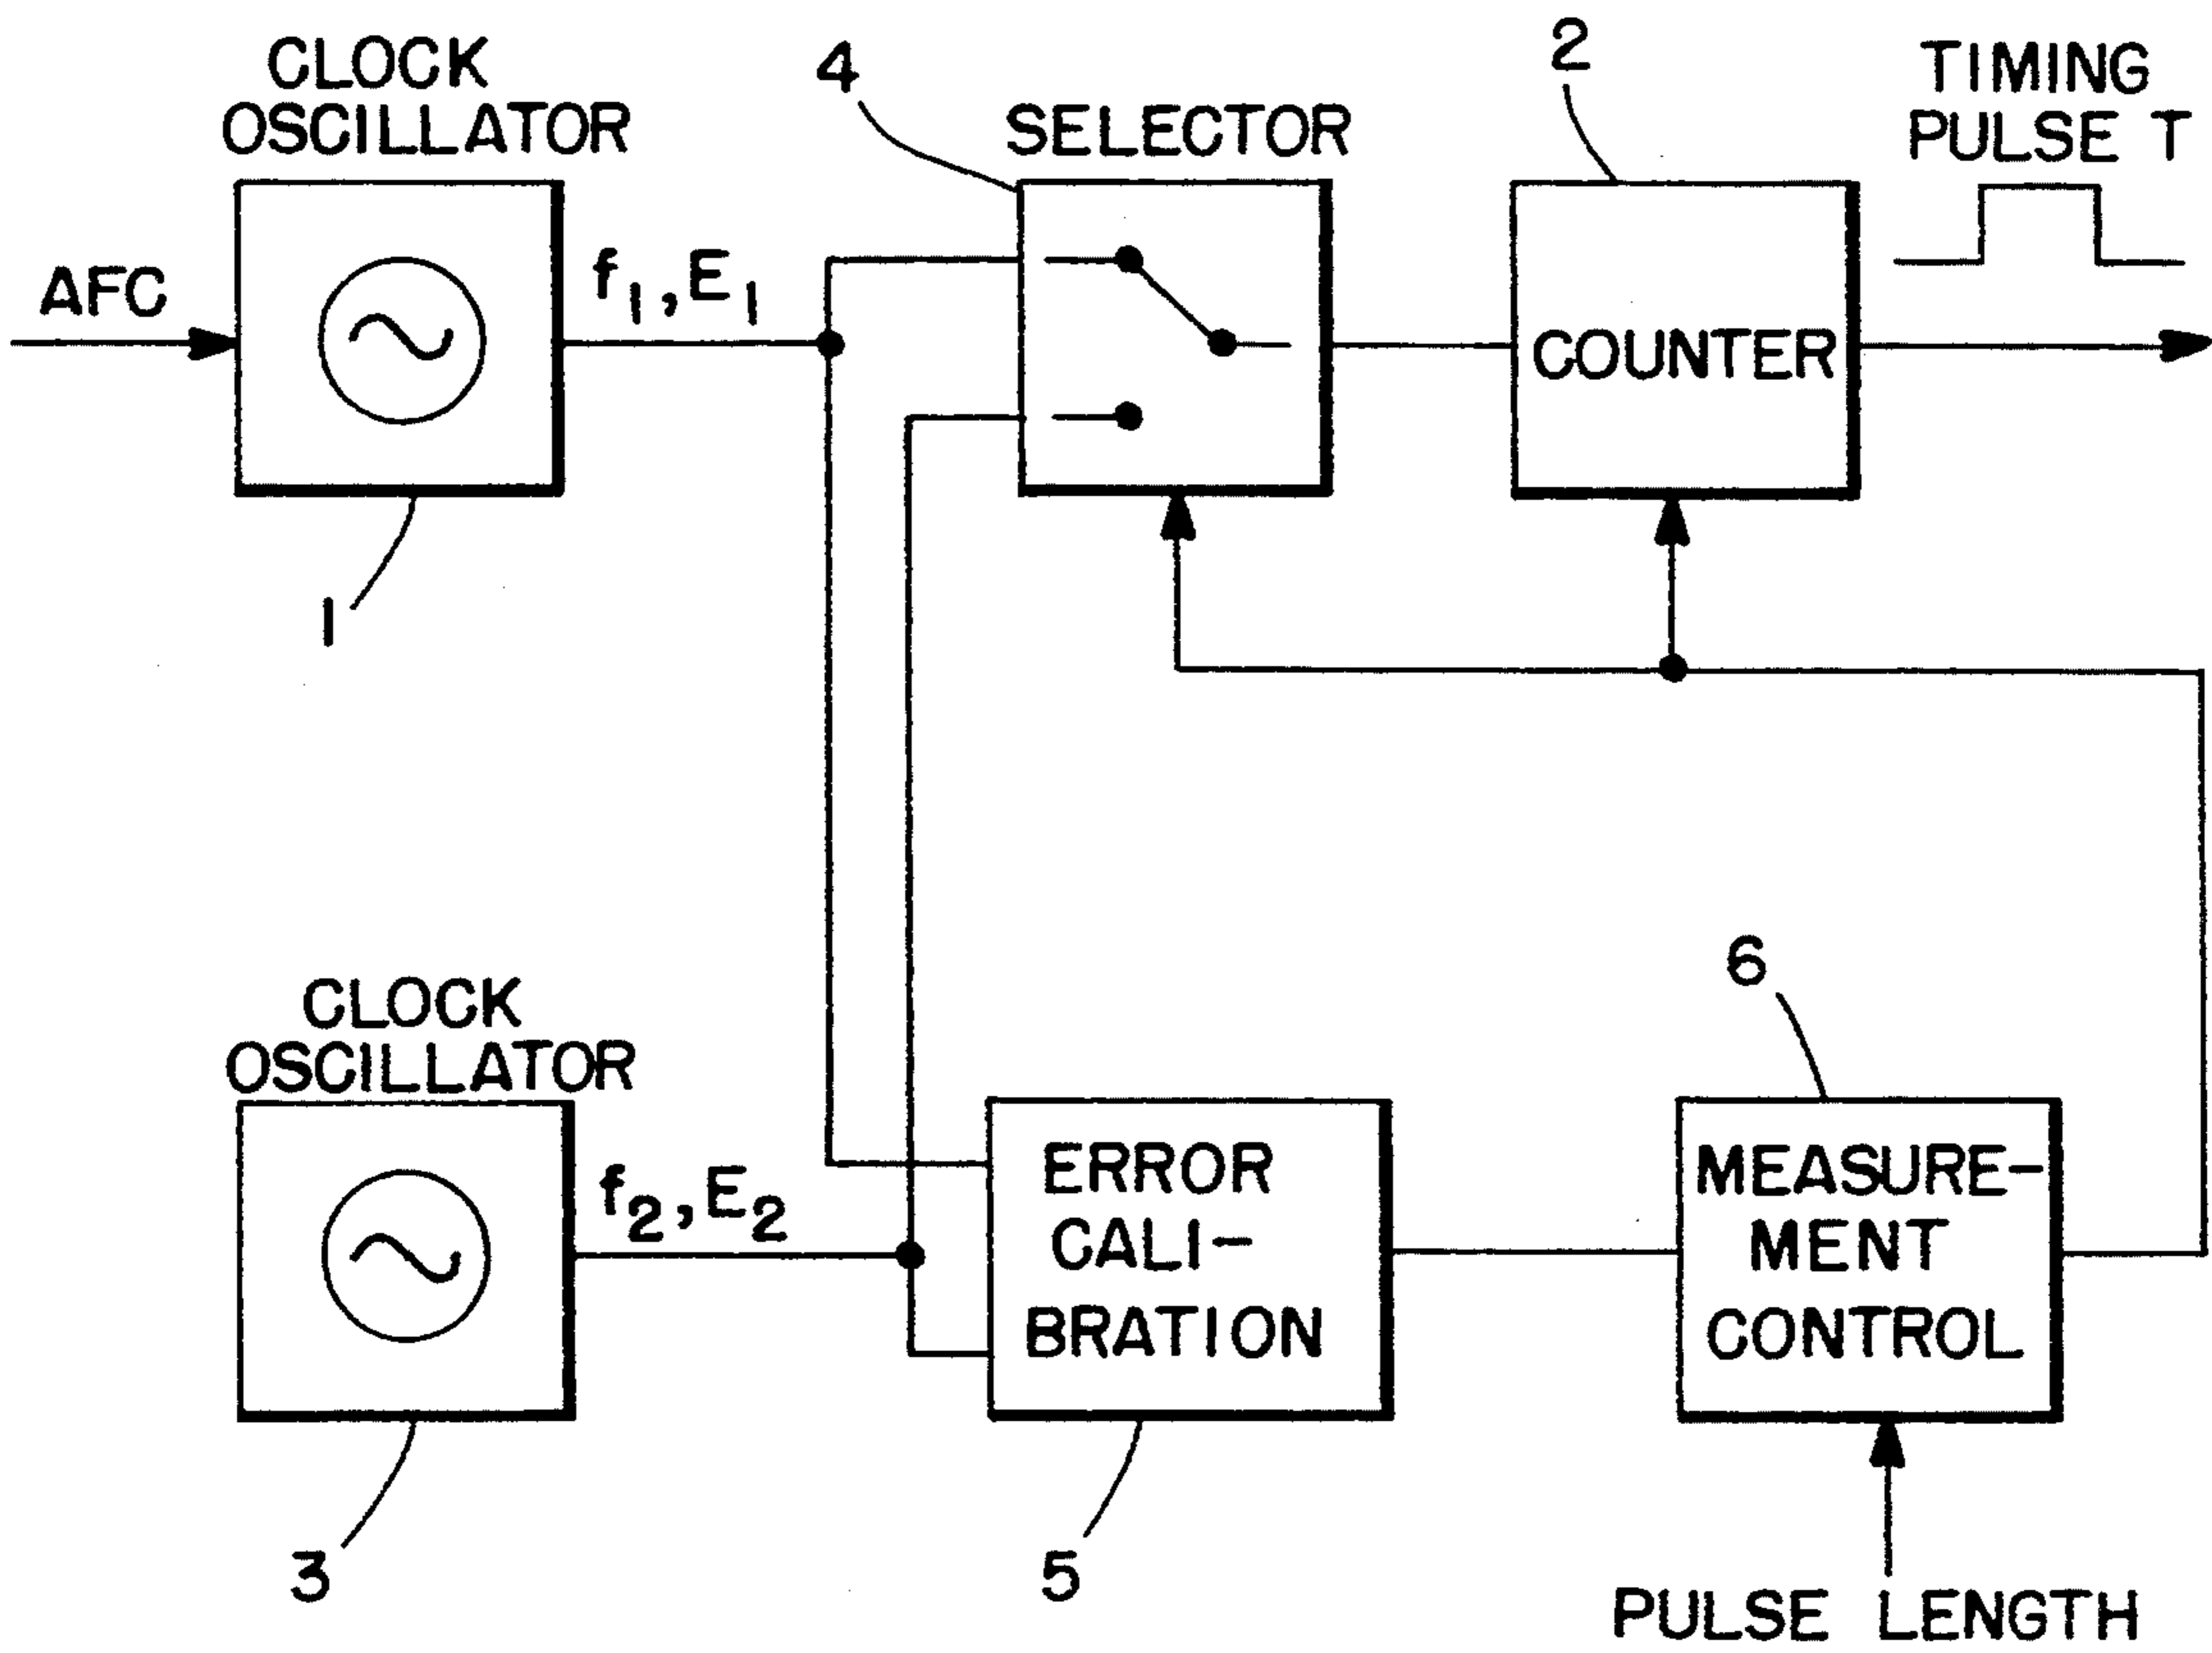 CLOCK
OSCILLATOR
4
SELECTOR
2
TIMING
PULSE T
AFC
f1, E1
COUNTER
1
CLOCK
OSCILLATOR
6
f2, E2
ERROR
CALI-
BRATION
MEASURE-
MENT
CONTROL
3
5
PULSE LENGTH